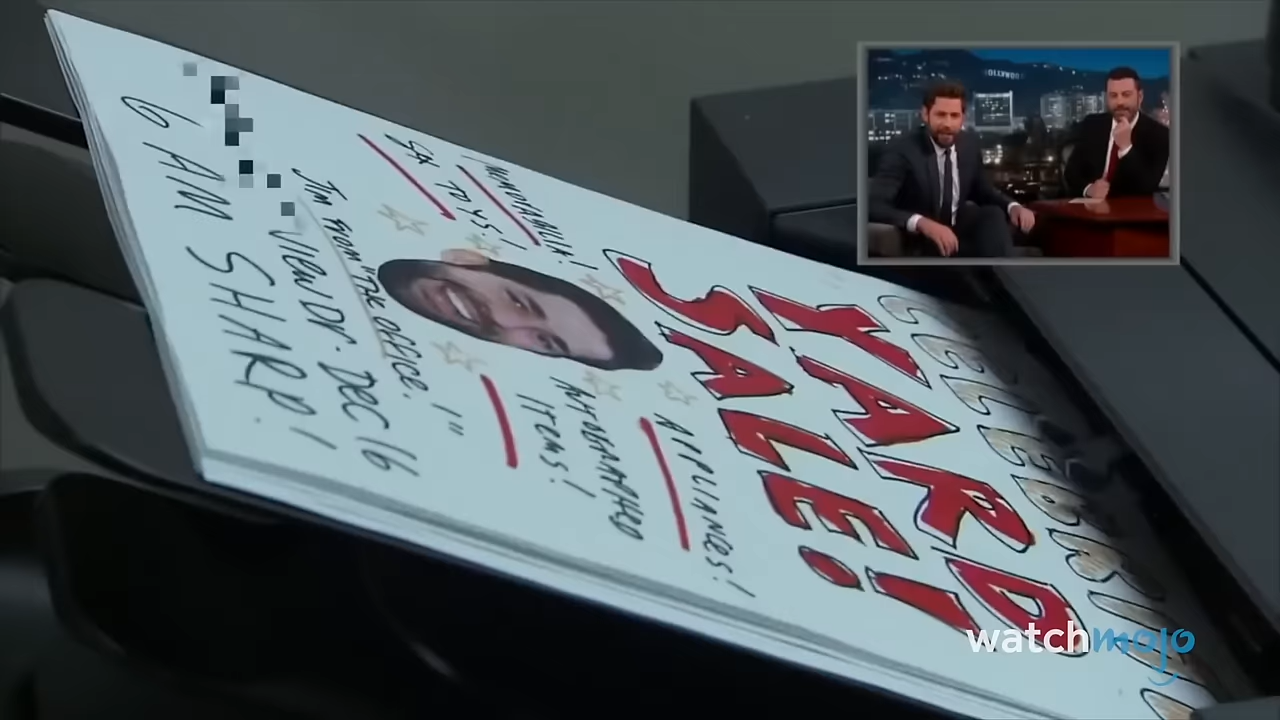 CELEBRITY
YARD
SALE!
APPLIANCES!
MEMORABILIA!
AUTOGRAPHED
ITEMS!
SEX TOYS!
"Jim from "The Office."
VIEW DR. DEC 16
6 AM SHARP!
HOLLYWOOD
watchmojo